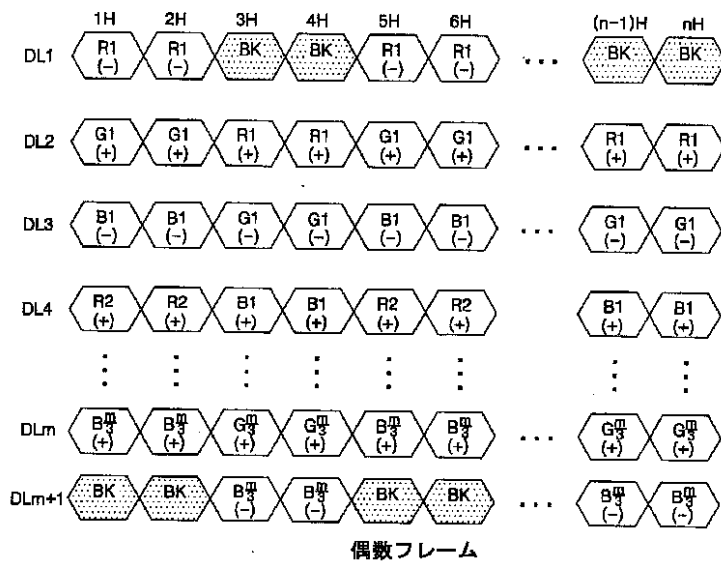 1H 2H 3H 4H 5H 6H (n-1)H nH
DL1 R1 (-) R1 (-) BK BK R1 (-) R1 (-) ··· BK BK
DL2 G1 (+) G1 (+) R1 (+) R1 (+) G1 (+) G1 (+) ··· R1 (+) R1 (+)
DL3 B1 (-) B1 (-) G1 (-) G1 (-) B1 (-) B1 (-) ··· G1 (-) G1 (-)
DL4 R2 (+) R2 (+) B1 (+) B1 (+) R2 (+) R2 (+) B1 (+) B1 (+)
DLm B m/3 (+) B m/3 (+) G m/3 (+) G m/3 (+) B m/3 (+) B m/3 (+) ··· G m/3 (+) G m/3 (+)
DLm+1 BK BK B m/3 (-) B m/3 (-) BK BK ··· B m/3 (-) B m/3 (-)
偶数フレーム